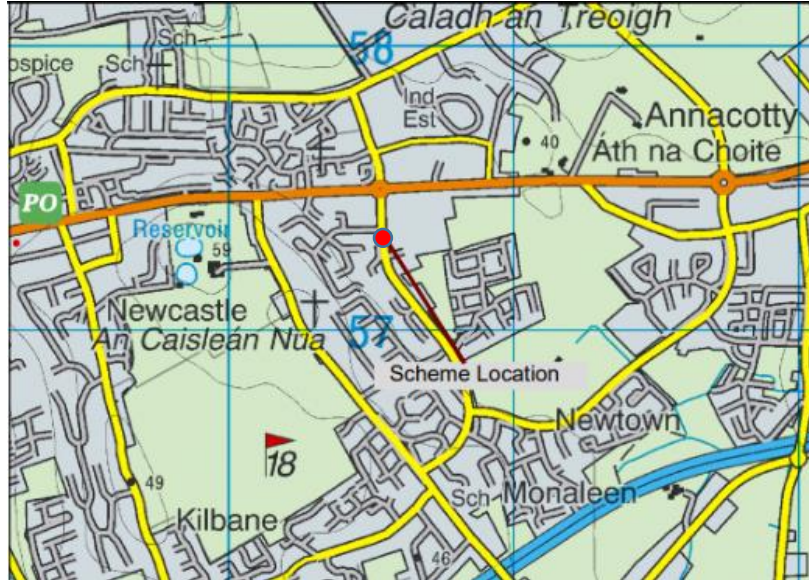 Caladh an Treoigh
Sch
58
ospice
Sch
Ind
Est
Annacotty
40
Áth na Choite
PO
Reservoir
59
Newcastle
An Caisleán Nua
57
Scheme Location
Newtown
18
49
Sch
Monaleen
Kilbane
46